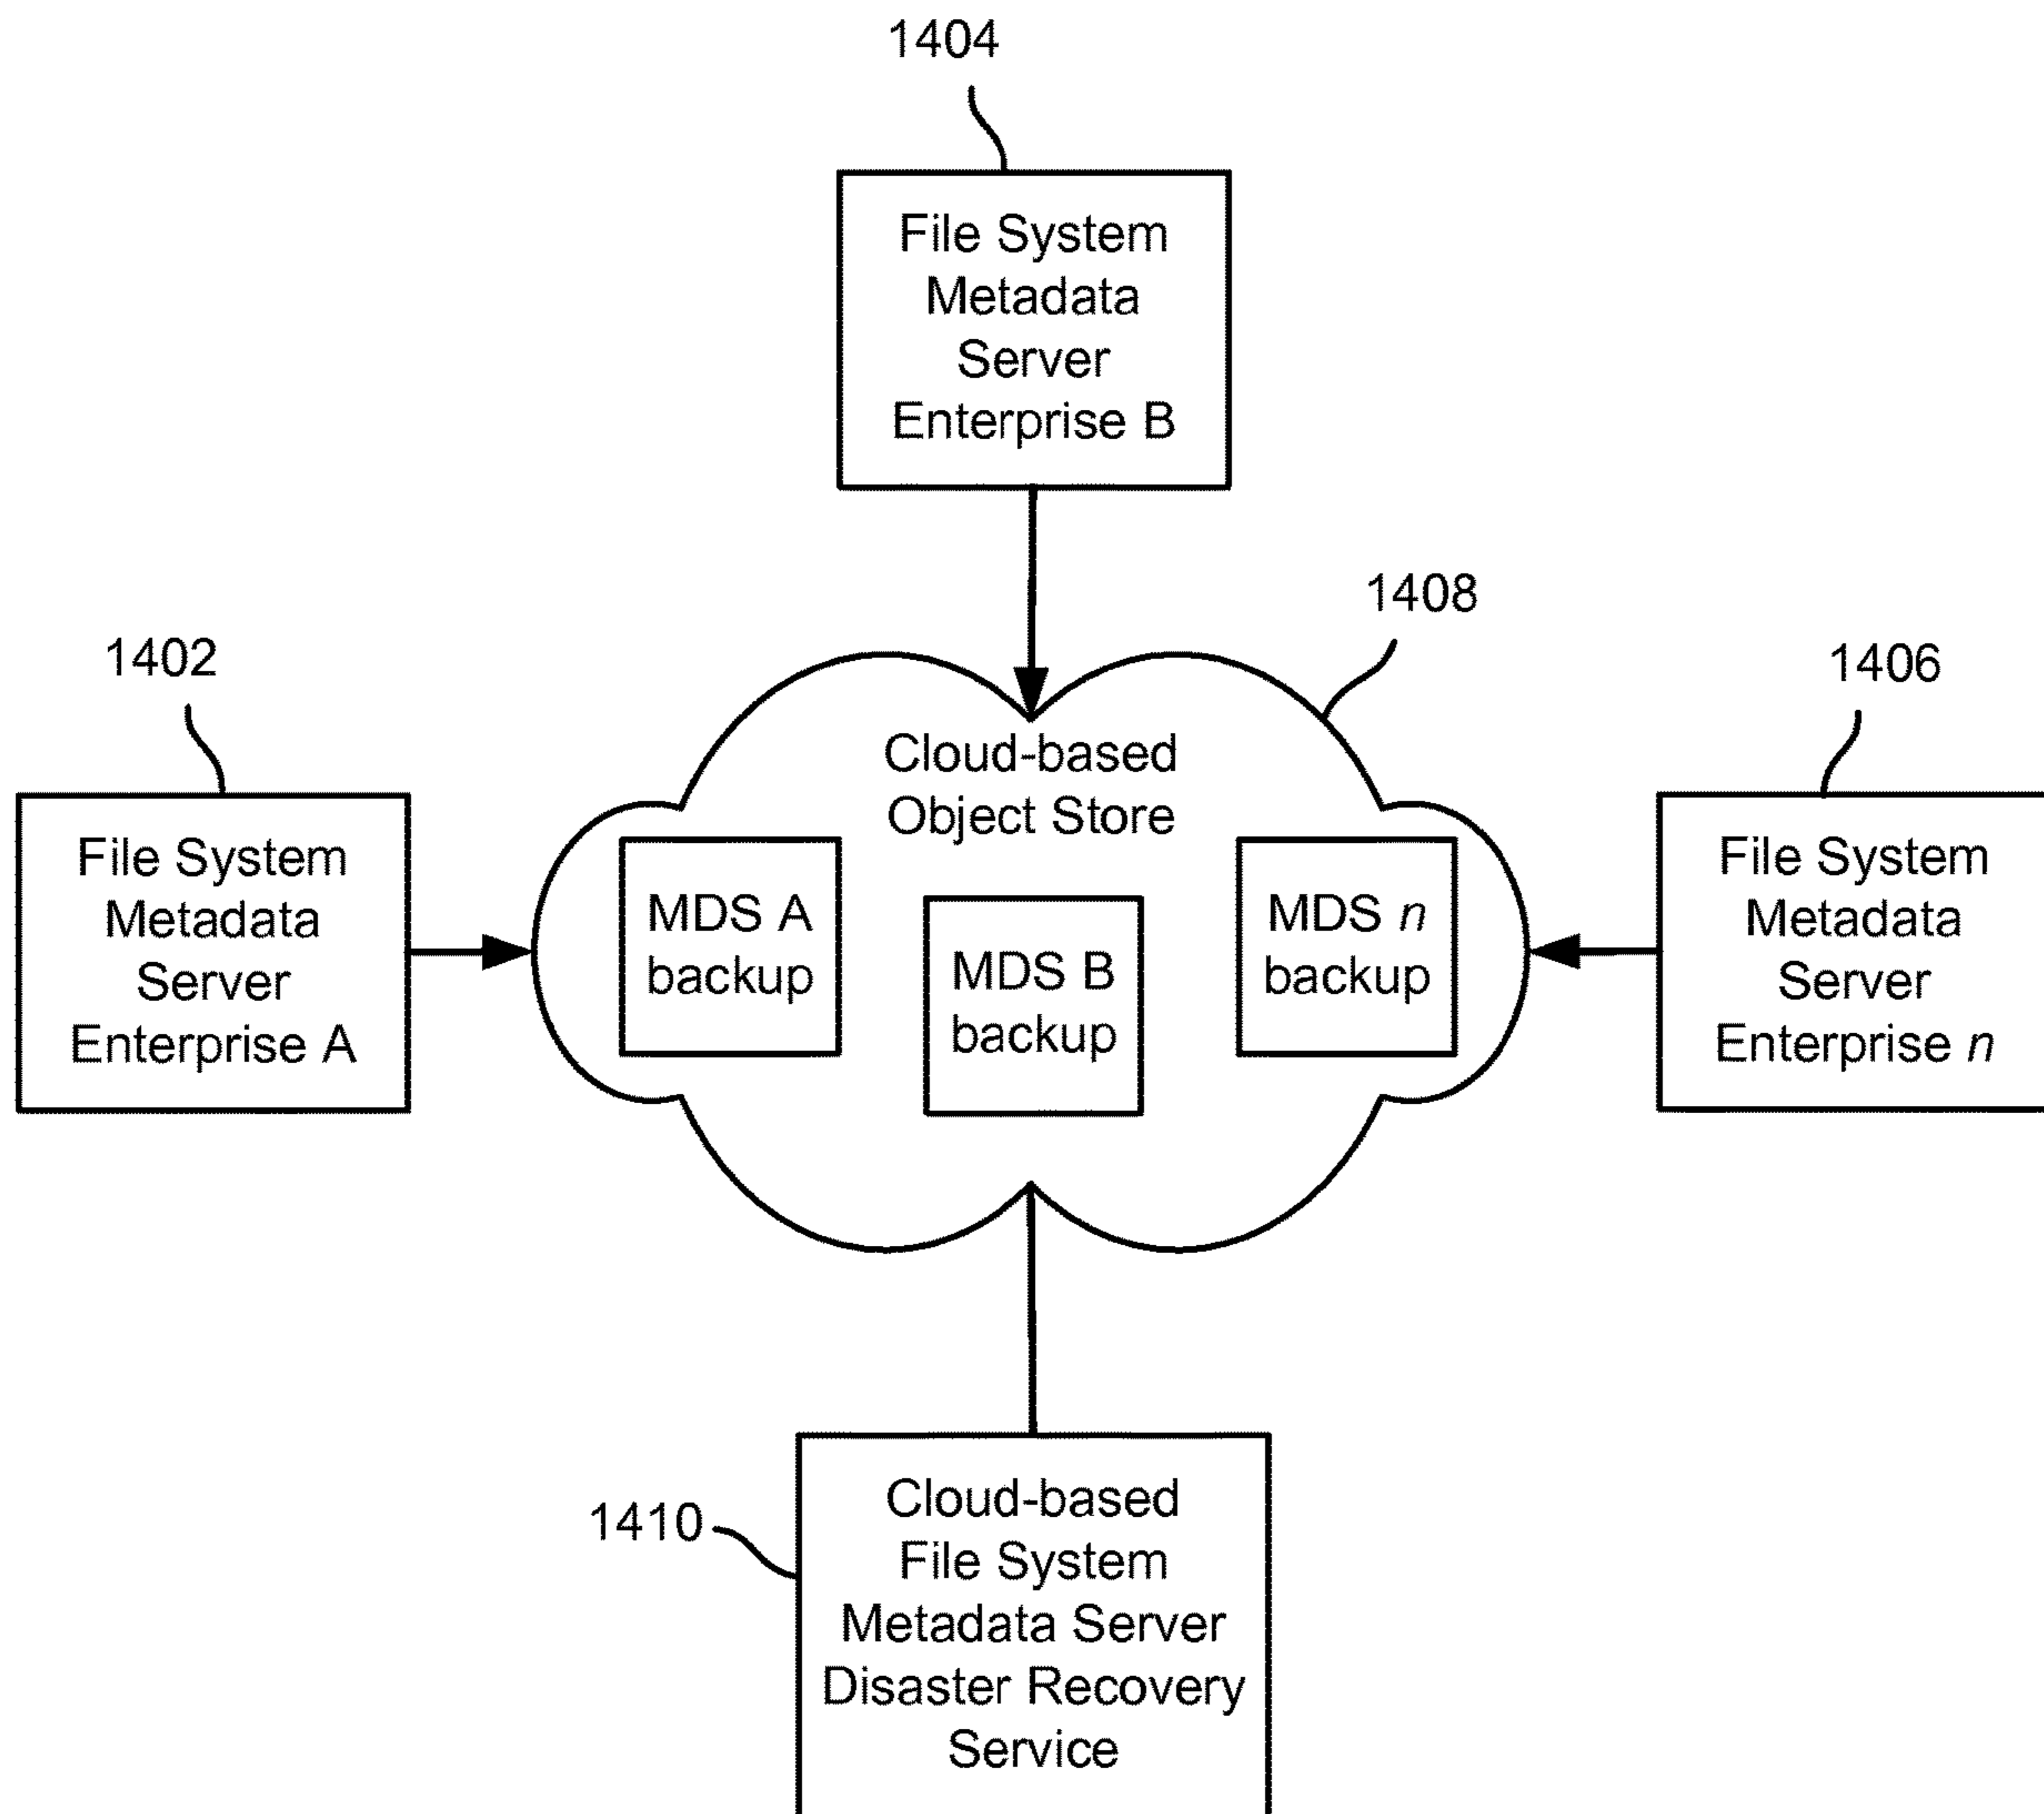 1404
File System
Metadata
Server
Enterprise B
1408
1402
1406
Cloud-based
Object Store
File System
Metadata
Server
Enterprise A
MDS A
backup
MDS B
backup
MDS n
backup
File System
Metadata
Server
Enterprise n
1410
Cloud-based
File System
Metadata Server
Disaster Recovery
Service